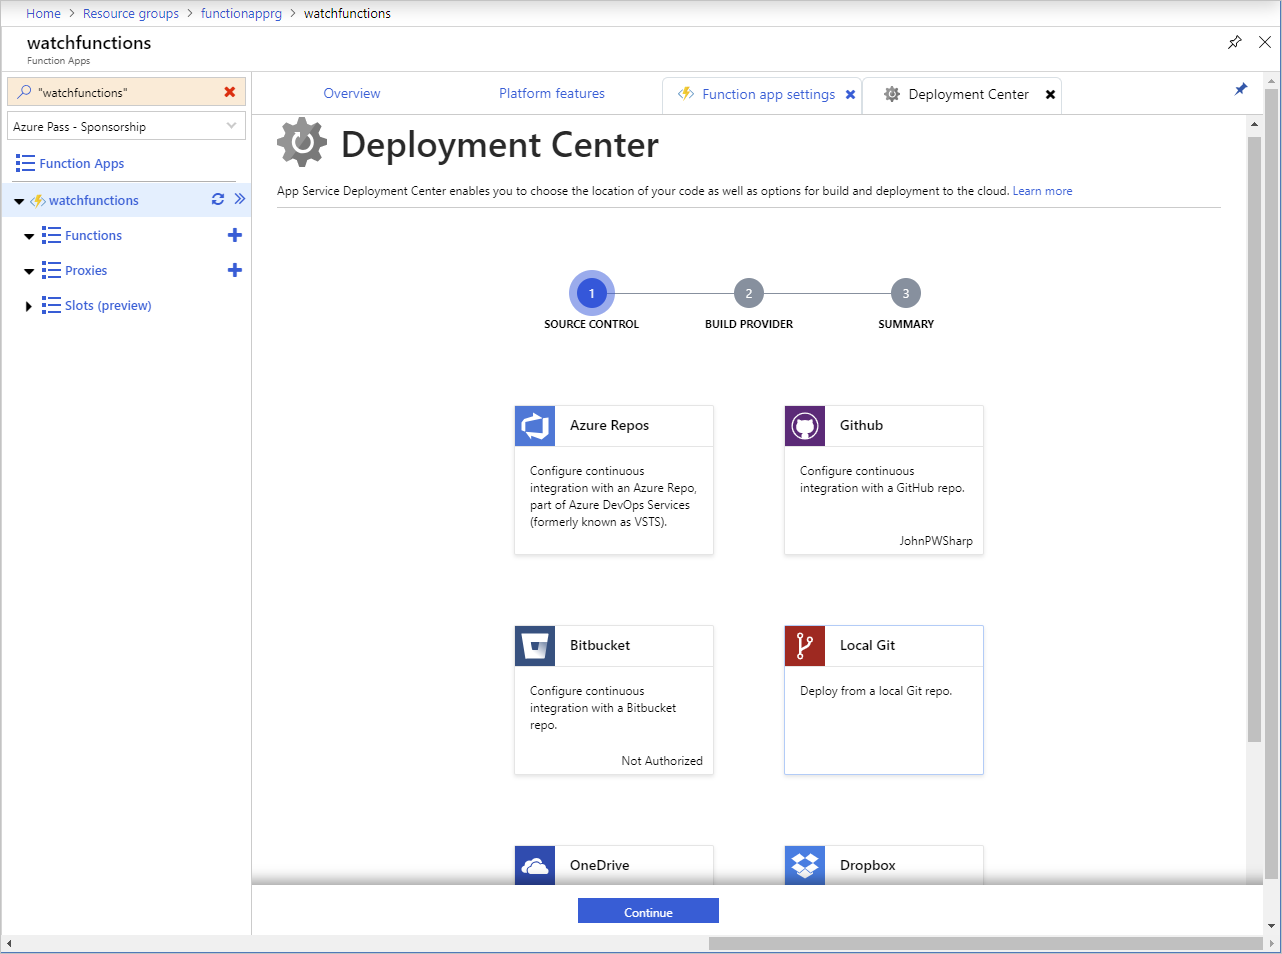 Home > Resource groups > functionapprg > watchfunctions
watchfunctions
Function Apps
"watchfunctions"
Azure Pass - Sponsorship
Function Apps
watchfunctions
Functions
Proxies
Slots (preview)
Overview
Platform features
Function app settings
Deployment Center
Deployment Center
App Service Deployment Center enables you to choose the location of your code as well as options for build and deployment to the cloud. Learn more
1
2
3
SOURCE CONTROL
BUILD PROVIDER
SUMMARY
Azure Repos
Configure continuous
integration with an Azure Repo,
part of Azure DevOps Services
(formerly known as VSTS).
Github
Configure continuous
integration with a GitHub repo.
JohnPWSharp
Bitbucket
Configure continuous
integration with a Bitbucket
repo.
Not Authorized
Local Git
Deploy from a local Git repo.
OneDrive
Dropbox
Continue